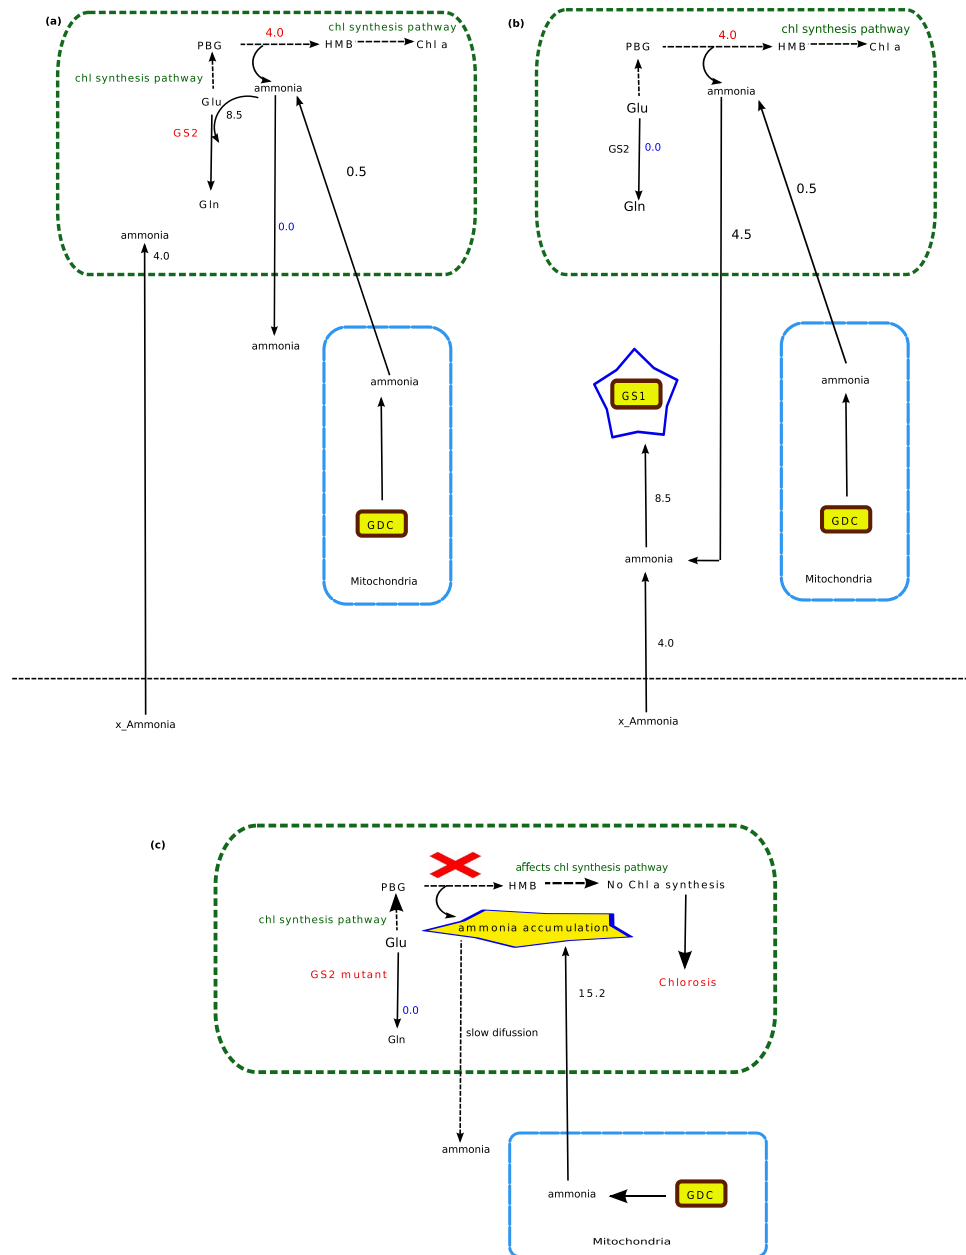 (a)
4.0
chl synthesis pathway
PBG
HMB
Chl a
chl synthesis pathway
ammonia
Glu
8.5
GS2
0.5
Gln
0.0
ammonia
4.0
ammonia
ammonia
GDC
Mitochondria
x_Ammonia
(b)
chl synthesis pathway
4.0
PBG
HMB
Chl a
ammonia
Glu
GS2
0.0
0.5
Gln
4.5
ammonia
GS1
8.5
GDC
ammonia
Mitochondria
4.0
x_Ammonia
(c)
affects chl synthesis pathway
PBG
HMB
No Chl a synthesis
chl synthesis pathway
ammonia accumulation
Glu
GS2 mutant
Chlorosis
15.2
0.0
slow difussion
Gln
ammonia
ammonia
GDC
Mitochondria